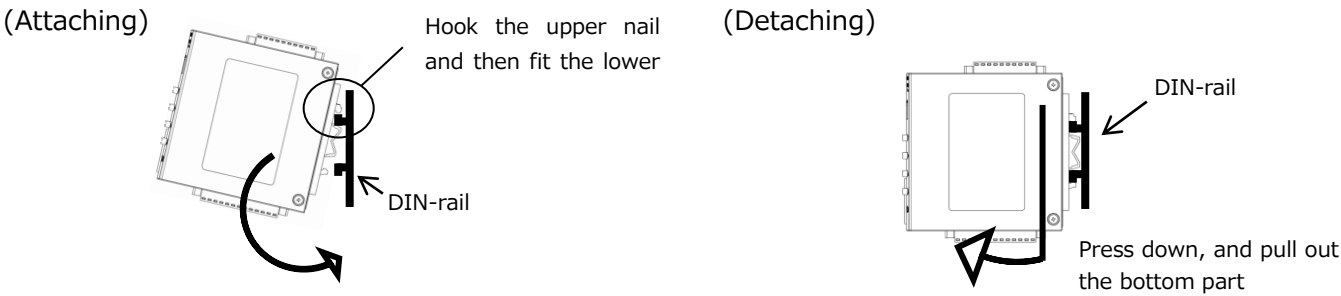 (Attaching)
Hook the upper nail
and then fit the lower
DIN-rail
(Detaching)
DIN-rail
Press down, and pull out
the bottom part